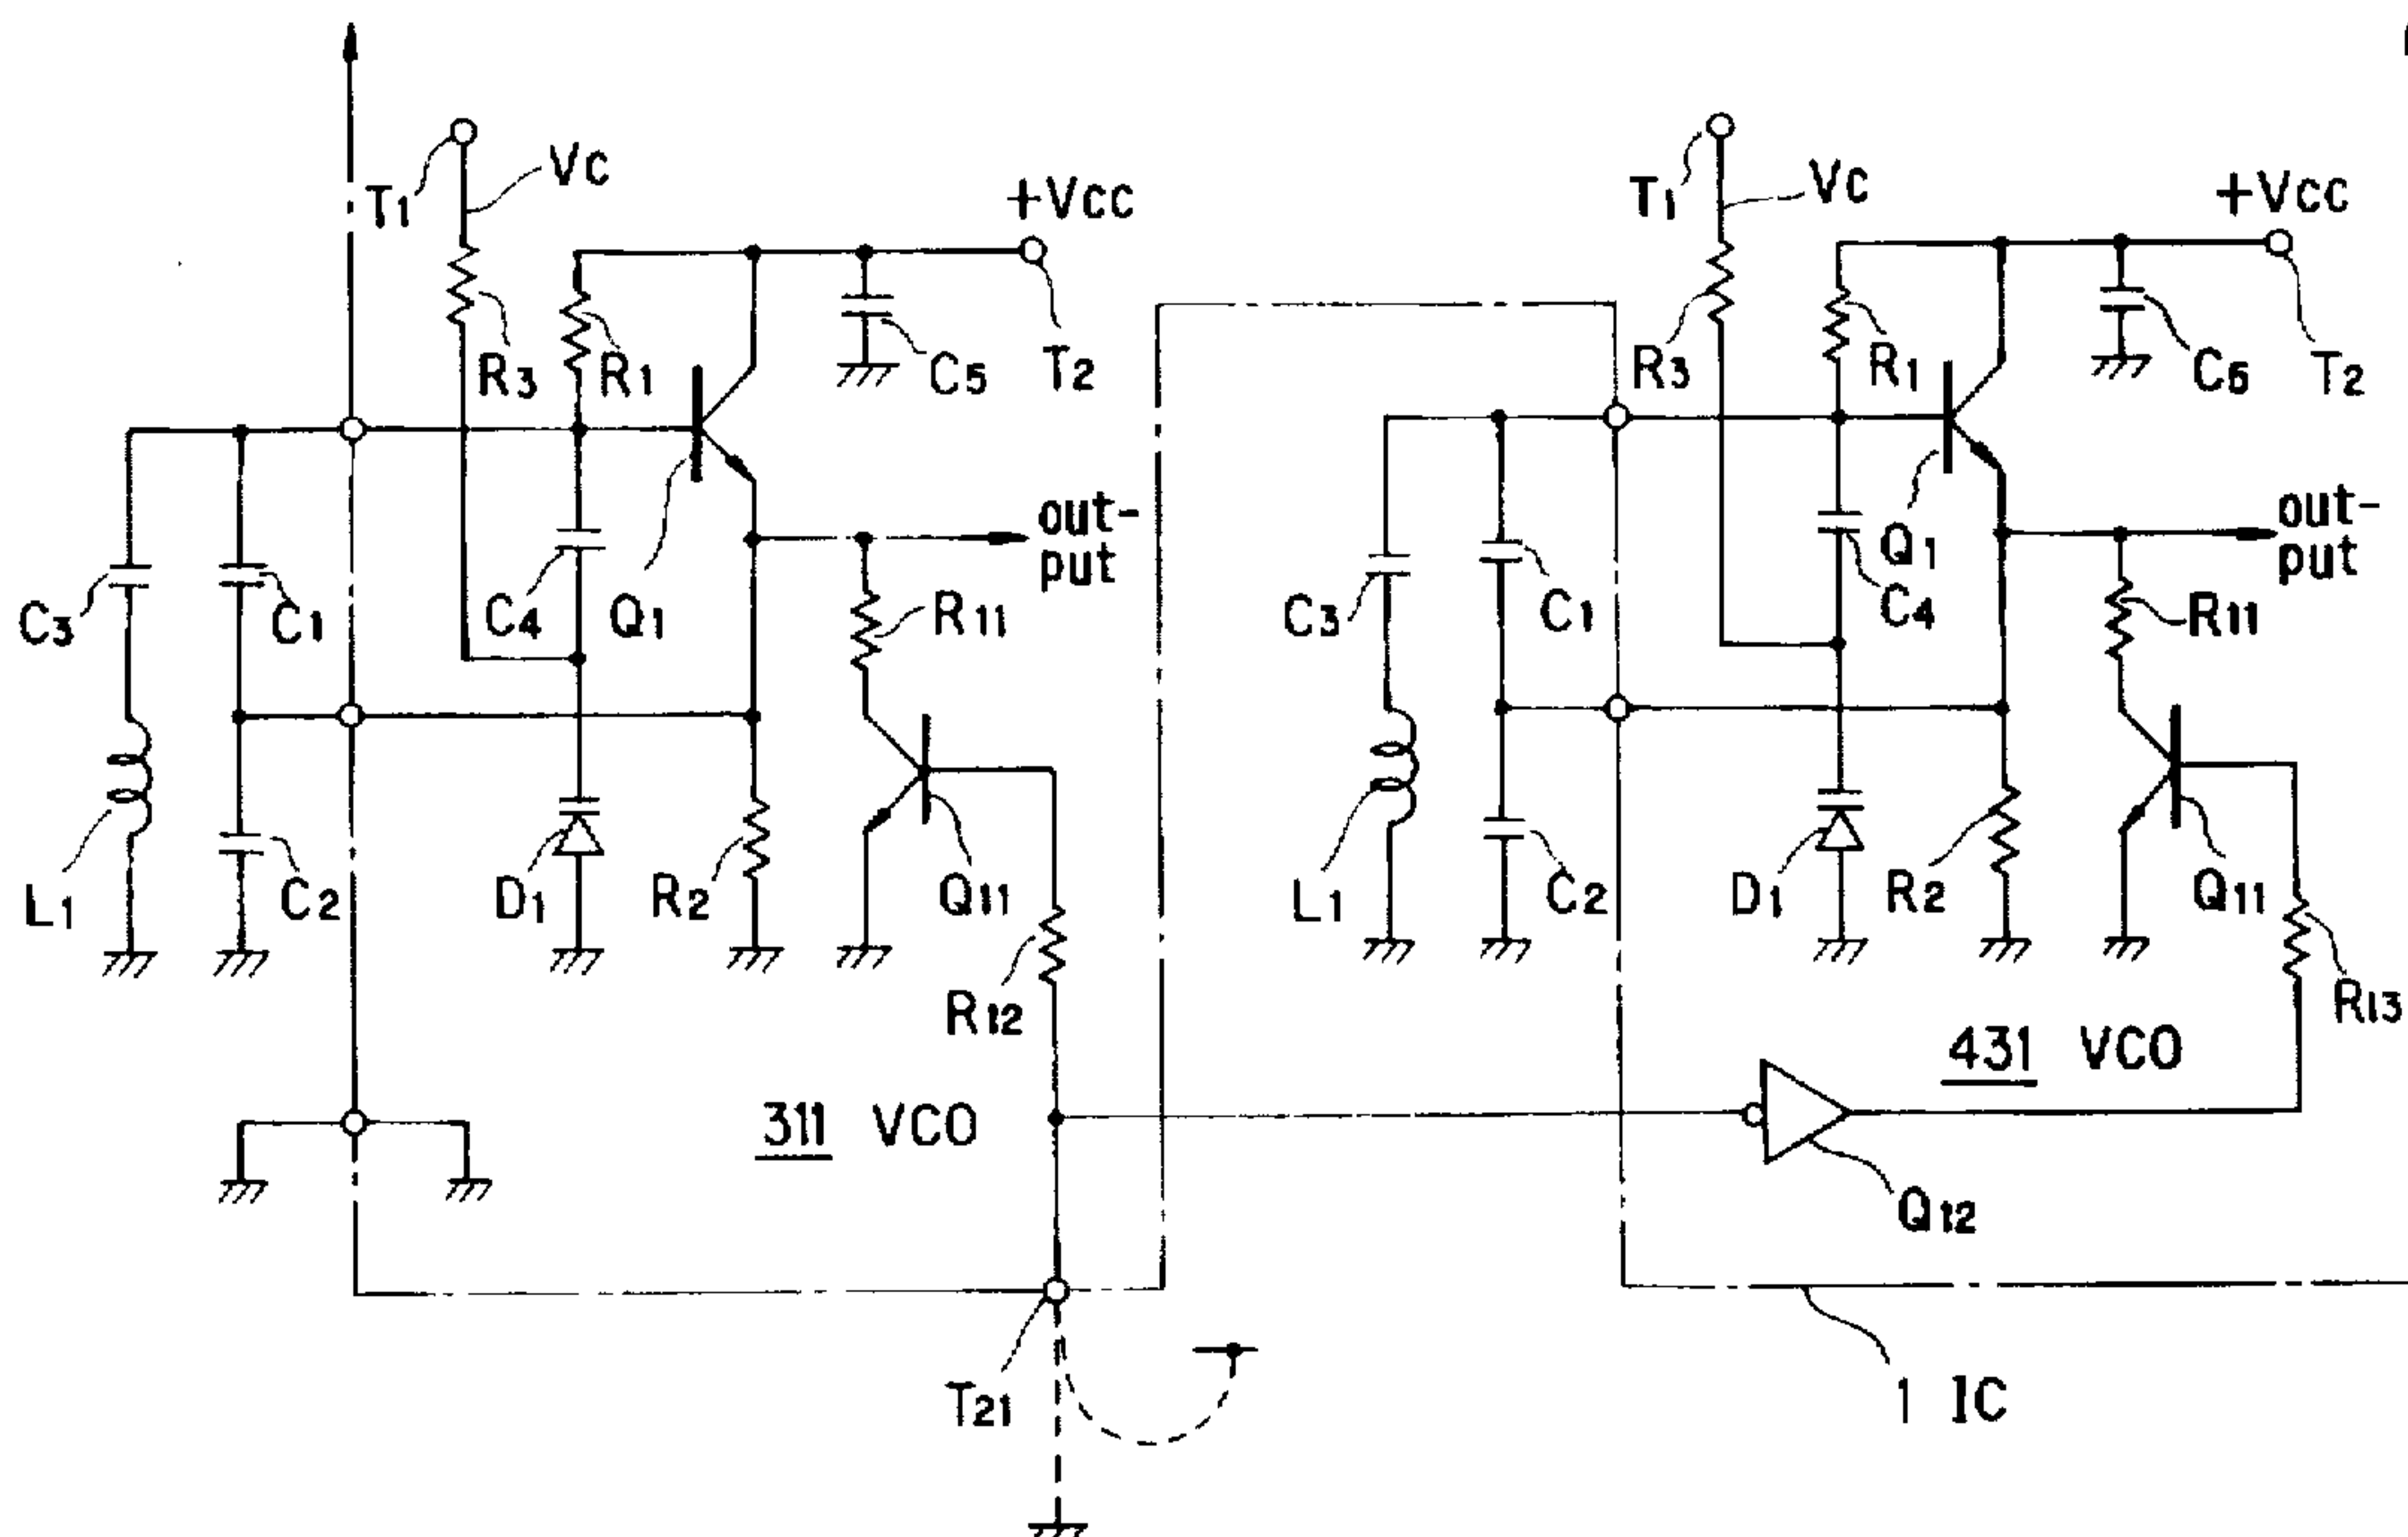 T1
VC
+VCC
R3
R1
C5
T2
out-
put
C3
C1
C4
Q1
R11
L1
C2
D1
R2
Q11
R12
311 VCO
T21
T1
VC
+VCC
R3
R1
C6
T2
out-
put
C3
C1
Q1
C4
R11
L1
C2
D1
R2
Q11
R13
431 VCO
Q12
1 IC